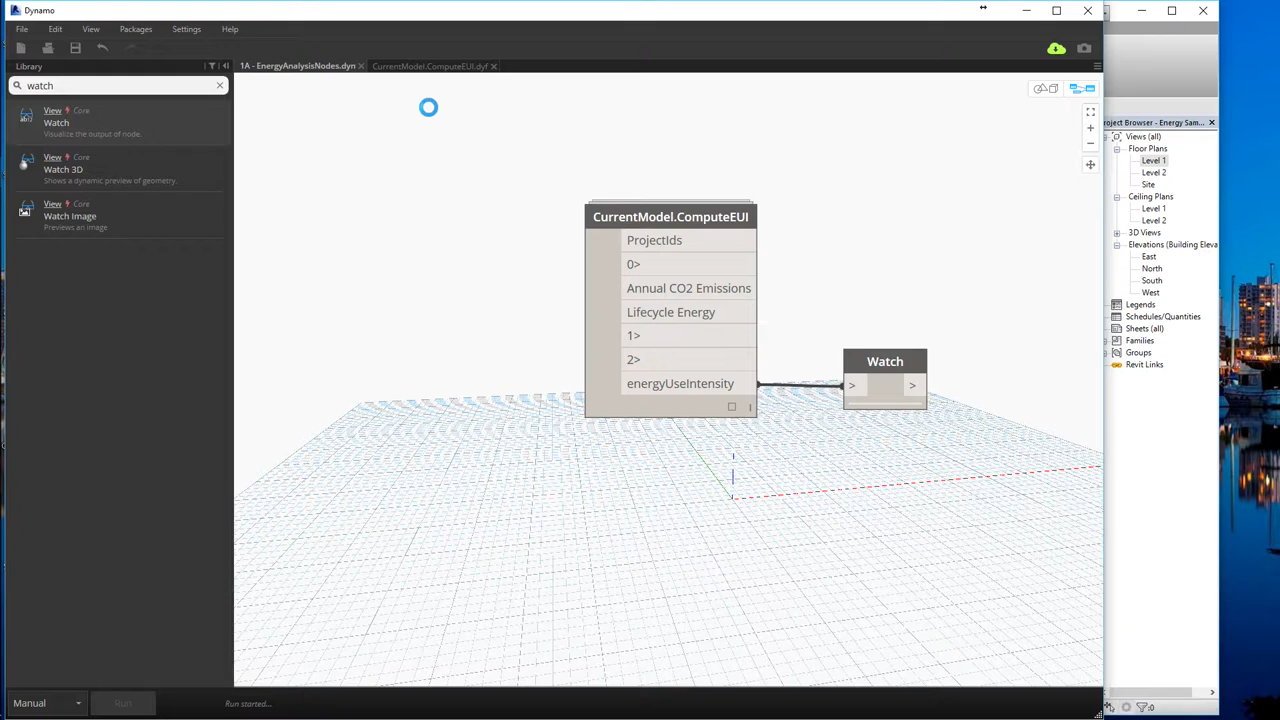 Dynamo
File Edit View Packages Settings Help
Library
1A - EnergyAnalysisNodes.dyn
CurrentModel.ComputeEUI.dyf
watch
View Core
Watch
Visualize the output of node.
View Core
Watch 3D
Shows a dynamic preview of geometry.
View Core
Watch Image
Previews an image
CurrentModel.ComputeEUI
ProjectIds
0>
Annual CO2 Emissions
Lifecycle Energy
1>
2>
energyUseIntensity
Watch
> >
Manual
Run
Run started...
roject Browser - Energy Sam...
Views (all)
Floor Plans
Level 1
Level 2
Site
Ceiling Plans
Level 1
Level 2
3D Views
Elevations (Building Eleva
East
North
South
West
Legends
Schedules/Quantities
Sheets (all)
Families
Groups
Revit Links
:0